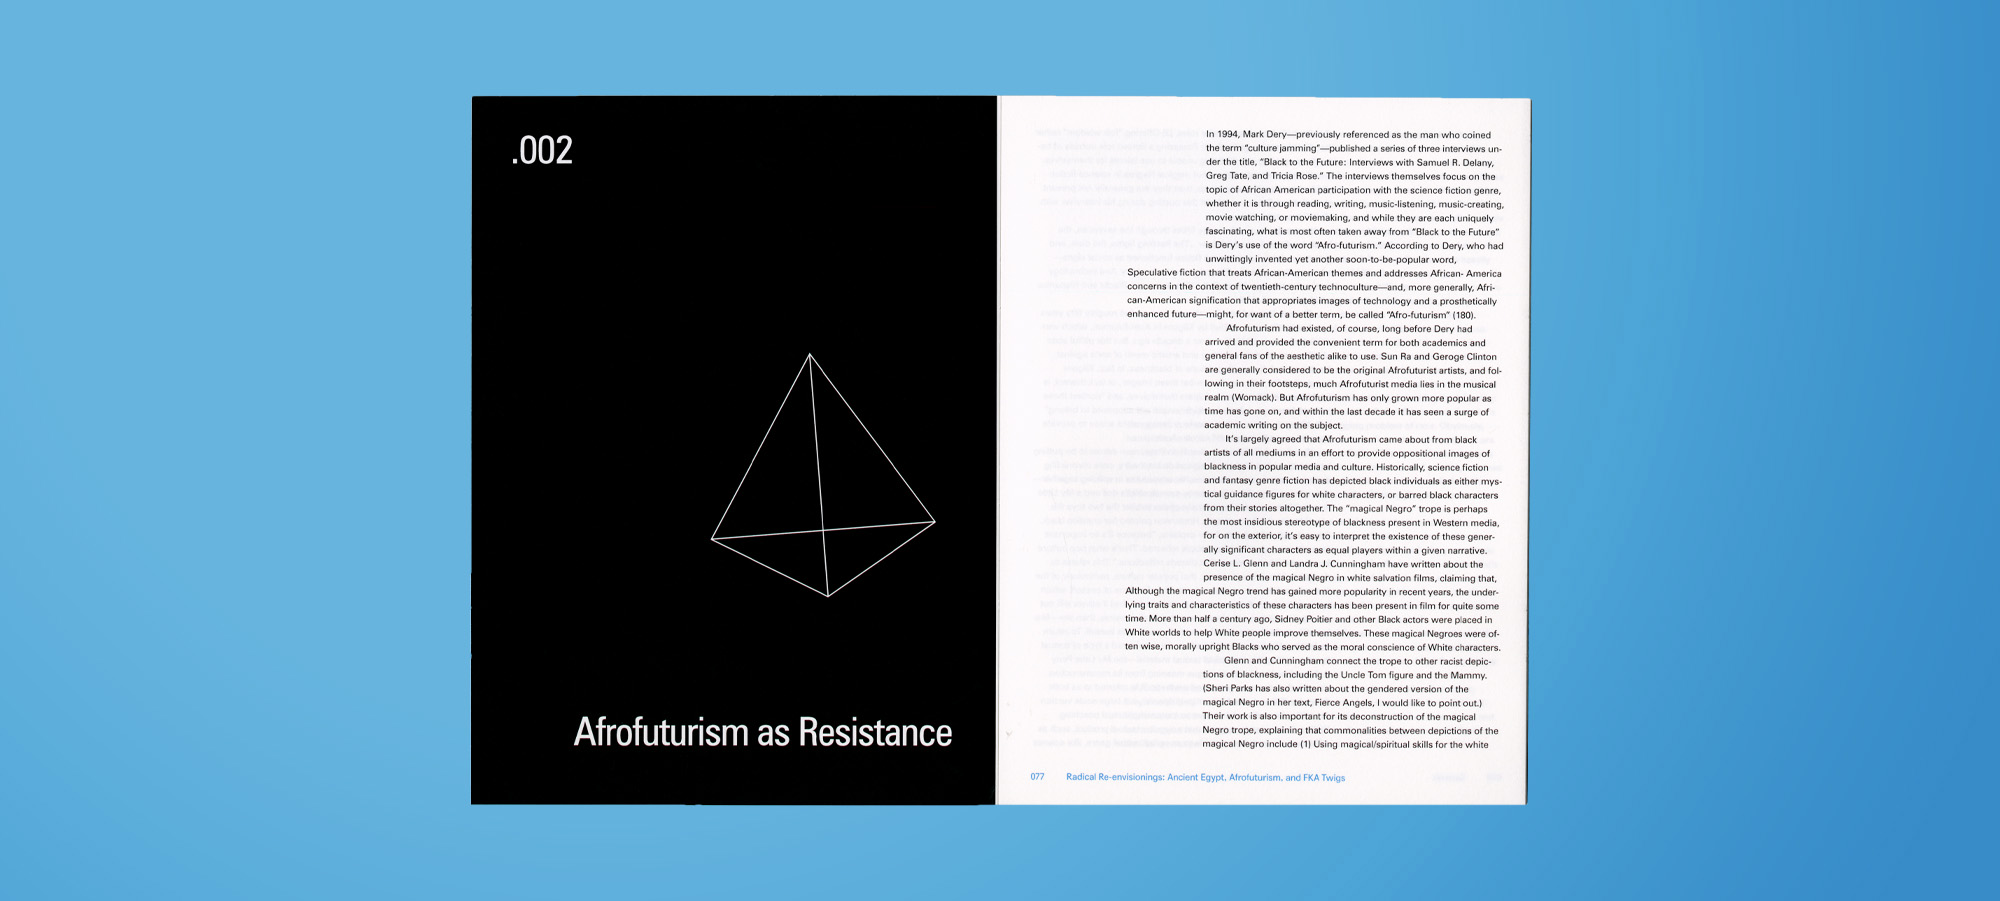 .002
Afrofuturism as Resistance
In 1994, Mark Dery—previously referenced as the man who coined
the term “culture jamming”—published a series of three interviews un-
der the title, “Black to the Future: Interviews with Samuel R. Delany,
Greg Tate, and Tricia Rose.” The interviews themselves focus on the
topic of African American participation with the science fiction genre,
whether it is through reading, writing, music-listening, music-creating,
movie watching, or moviemaking, and while they are each uniquely
fascinating, what is most often taken away from “Black to the Future”
is Dery’s use of the word “Afro-futurism.” According to Dery, who had
unwittingly invented yet another soon-to-be-popular word,
Speculative fiction that treats African-American themes and addresses African- America
concerns in the context of twentieth-century technoculture—and, more generally, Afri-
can-American signification that appropriates images of technology and a prosthetically
enhanced future—might, for want of a better term, be called “Afro-futurism” (180).
Afrofuturism had existed, of course, long before Dery had
arrived and provided the convenient term for both academics and
general fans of the aesthetic alike to use. Sun Ra and Geroge Clinton
are generally considered to be the original Afrofuturist artists, and fol-
lowing in their footsteps, much Afrofuturist media lies in the musical
realm (Womack). But Afrofuturism has only grown more popular as
time has gone on, and within the last decade it has seen a surge of
academic writing on the subject.
It’s largely agreed that Afrofuturism came about from black
artists of all mediums in an effort to provide oppositional images of
blackness in popular media and culture. Historically, science fiction
and fantasy genre fiction has depicted black individuals as either mys-
tical guidance figures for white characters, or barred black characters
from their stories altogether. The “magical Negro” trope is perhaps
the most insidious stereotype of blackness present in Western media,
for on the exterior, it’s easy to interpret the existence of these gener-
ally significant characters as equal players within a given narrative.
Cerise L. Glenn and Landra J. Cunningham have written about the
presence of the magical Negro in white salvation films, claiming that,
Although the magical Negro trend has gained more popularity in recent years, the under-
lying traits and characteristics of these characters has been present in film for quite some
time. More than half a century ago, Sidney Poitier and other Black actors were placed in
White worlds to help White people improve themselves. These magical Negroes were of-
ten wise, morally upright Blacks who served as the moral conscience of White characters.
Glenn and Cunningham connect the trope to other racist depic-
tions of blackness, including the Uncle Tom figure and the Mammy.
(Sheri Parks has also written about the gendered version of the
magical Negro in her text, Fierce Angels, I would like to point out.)
Their work is also important for its deconstruction of the magical
Negro trope, explaining that commonalities between depictions of the
magical Negro include (1) Using magical/spiritual skills for the white
077 Radical Re-envisionings: Ancient Egypt, Afrofuturism, and FKA Twigs